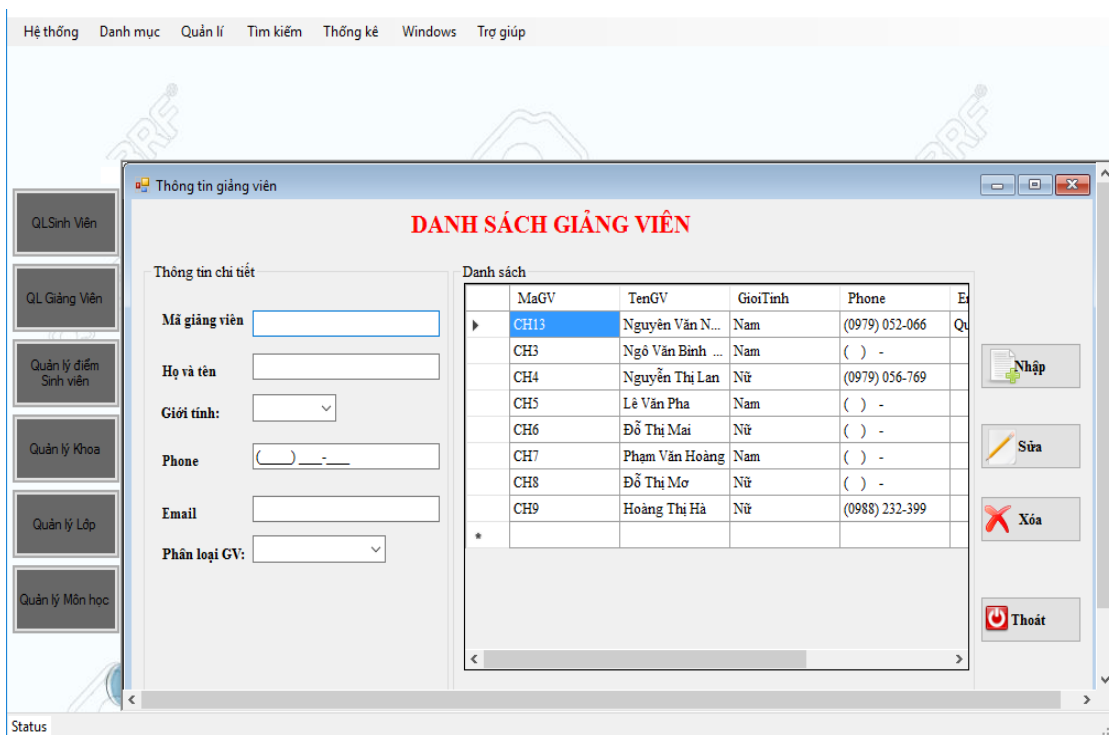 Hệ thống Danh mục Quản lí Tìm kiếm Thống kê Windows Trợ giúp
BRF BRF
Thông tin giảng viên
QLSinh Viên
QL Giảng Viên
Quản lý điểm
Sinh viên
Quản lý Khoa
Quản lý Lớp
Quản lý Môn học
DANH SÁCH GIẢNG VIÊN
Thông tin chi tiết
Mã giảng viên
Họ và tên
Giới tính:
Phone (___) ___-___
Email
Phân loại GV:
Danh sách
MaGV TenGV GioiTinh Phone
CH13 Nguyên Văn N... Nam (0979) 052-066
CH3 Ngô Văn Bình ... Nam ( ) -
CH4 Nguyễn Thị Lan Nữ (0979) 056-769
CH5 Lê Văn Pha Nam ( ) -
CH6 Đỗ Thị Mai Nữ ( ) -
CH7 Phạm Văn Hoàng Nam ( ) -
CH8 Đỗ Thị Mơ Nữ ( ) -
CH9 Hoàng Thị Hà Nữ (0988) 232-399
Nhập
Sửa
Xóa
Thoát
Status